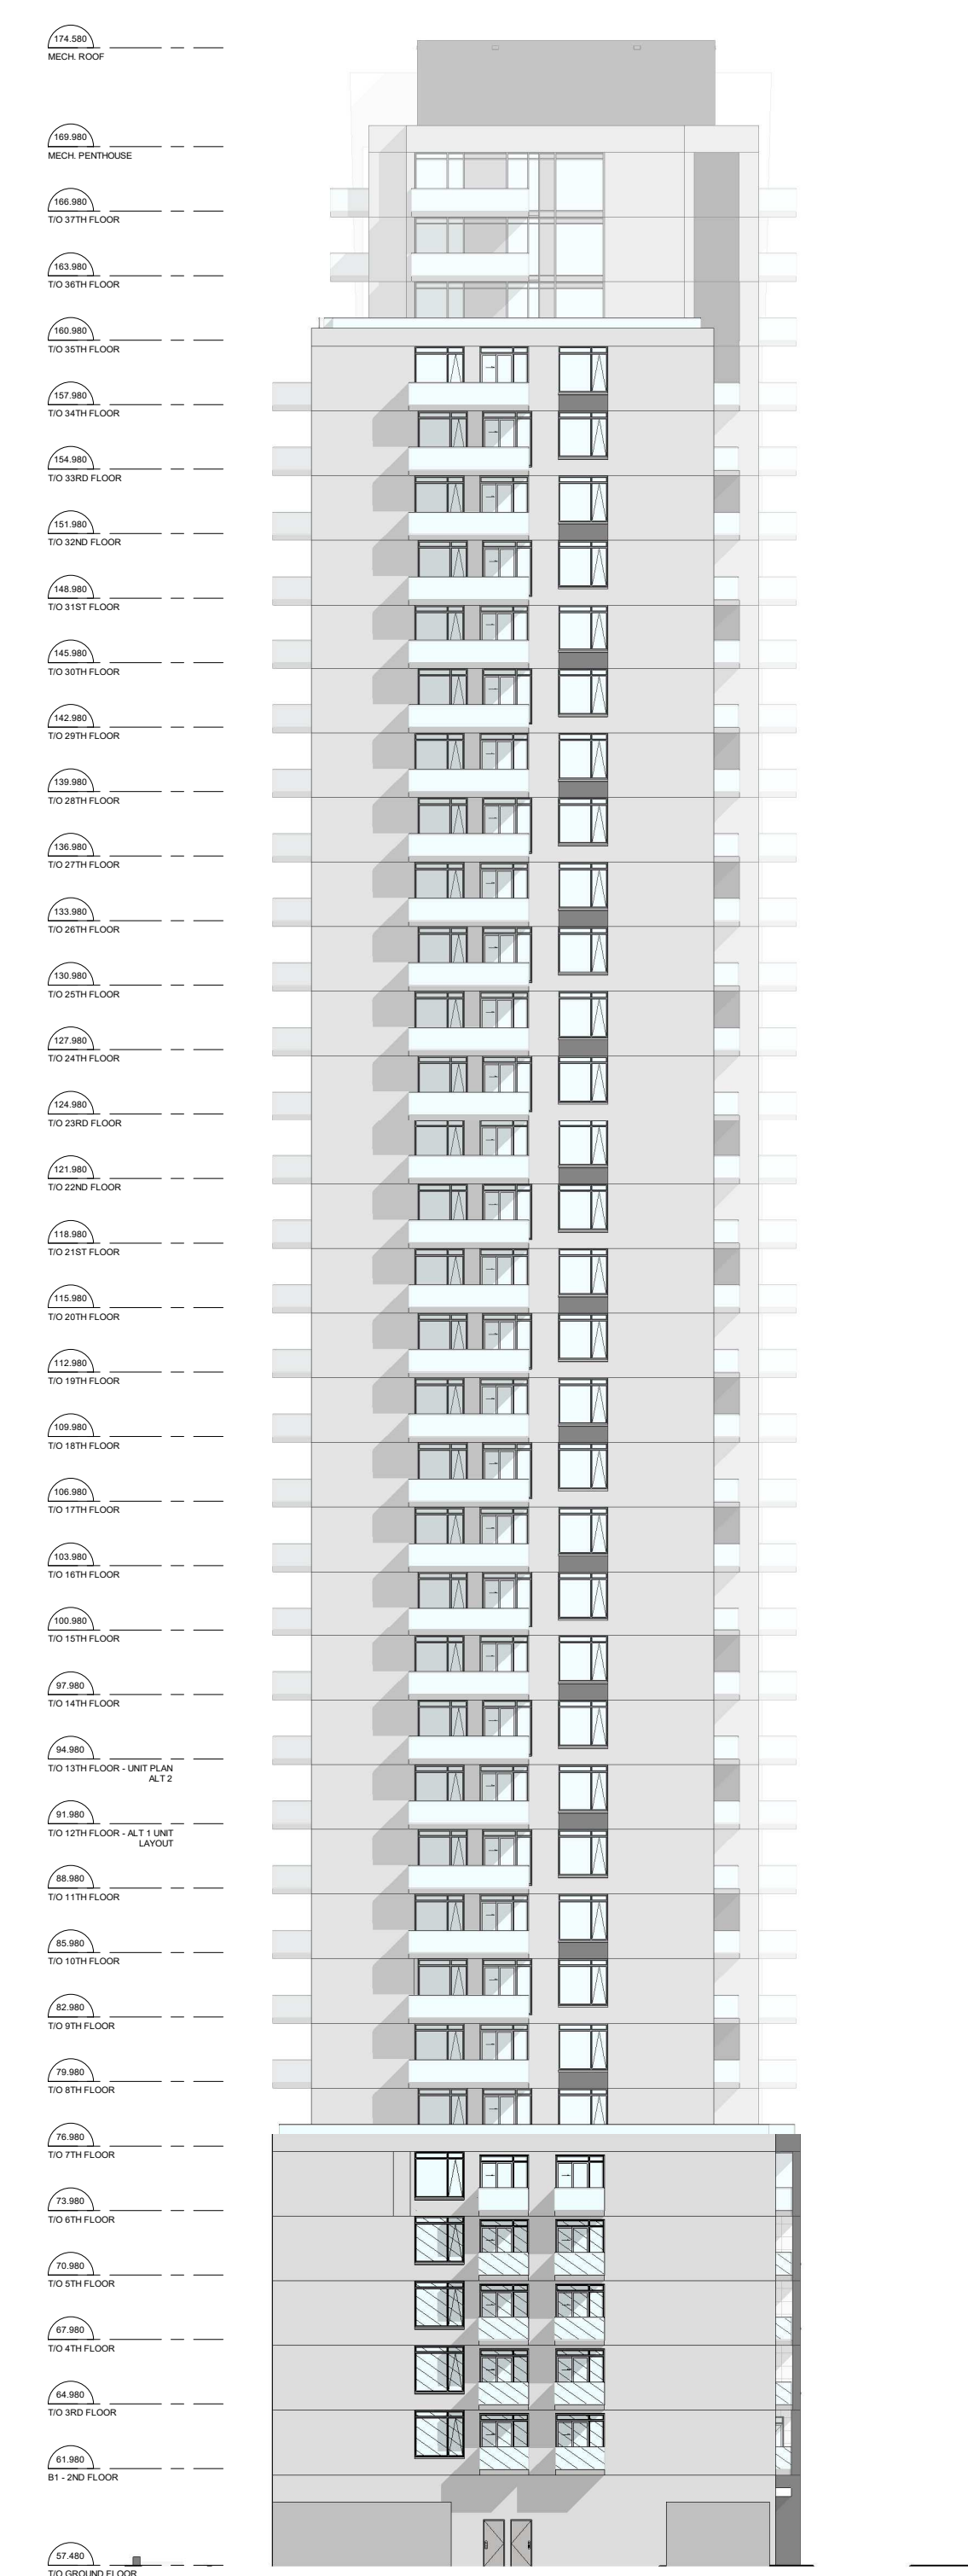 174.580
MECH. ROOF
169.980
MECH. PENTHOUSE
166.980
T/O 37TH FLOOR
163.980
T/O 36TH FLOOR
160.980
T/O 35TH FLOOR
157.980
T/O 34TH FLOOR
154.980
T/O 33RD FLOOR
151.980
T/O 32ND FLOOR
148.980
T/O 31ST FLOOR
145.980
T/O 30TH FLOOR
142.980
T/O 29TH FLOOR
139.980
T/O 28TH FLOOR
136.980
T/O 27TH FLOOR
133.980
T/O 26TH FLOOR
130.980
T/O 25TH FLOOR
127.980
T/O 24TH FLOOR
124.980
T/O 23RD FLOOR
121.980
T/O 22ND FLOOR
118.980
T/O 21ST FLOOR
115.980
T/O 20TH FLOOR
112.980
T/O 19TH FLOOR
109.980
T/O 18TH FLOOR
106.980
T/O 17TH FLOOR
103.980
T/O 16TH FLOOR
100.980
T/O 15TH FLOOR
97.980
T/O 14TH FLOOR
94.980
T/O 13TH FLOOR - UNIT PLAN
ALT 2
91.980
T/O 12TH FLOOR - ALT 1 UNIT
LAYOUT
88.980
T/O 11TH FLOOR
85.980
T/O 10TH FLOOR
82.980
T/O 9TH FLOOR
79.980
T/O 8TH FLOOR
76.980
T/O 7TH FLOOR
73.980
T/O 6TH FLOOR
70.980
T/O 5TH FLOOR
67.980
T/O 4TH FLOOR
64.980
T/O 3RD FLOOR
61.980
B1 - 2ND FLOOR
57.480
T/O GROUND FLOOR